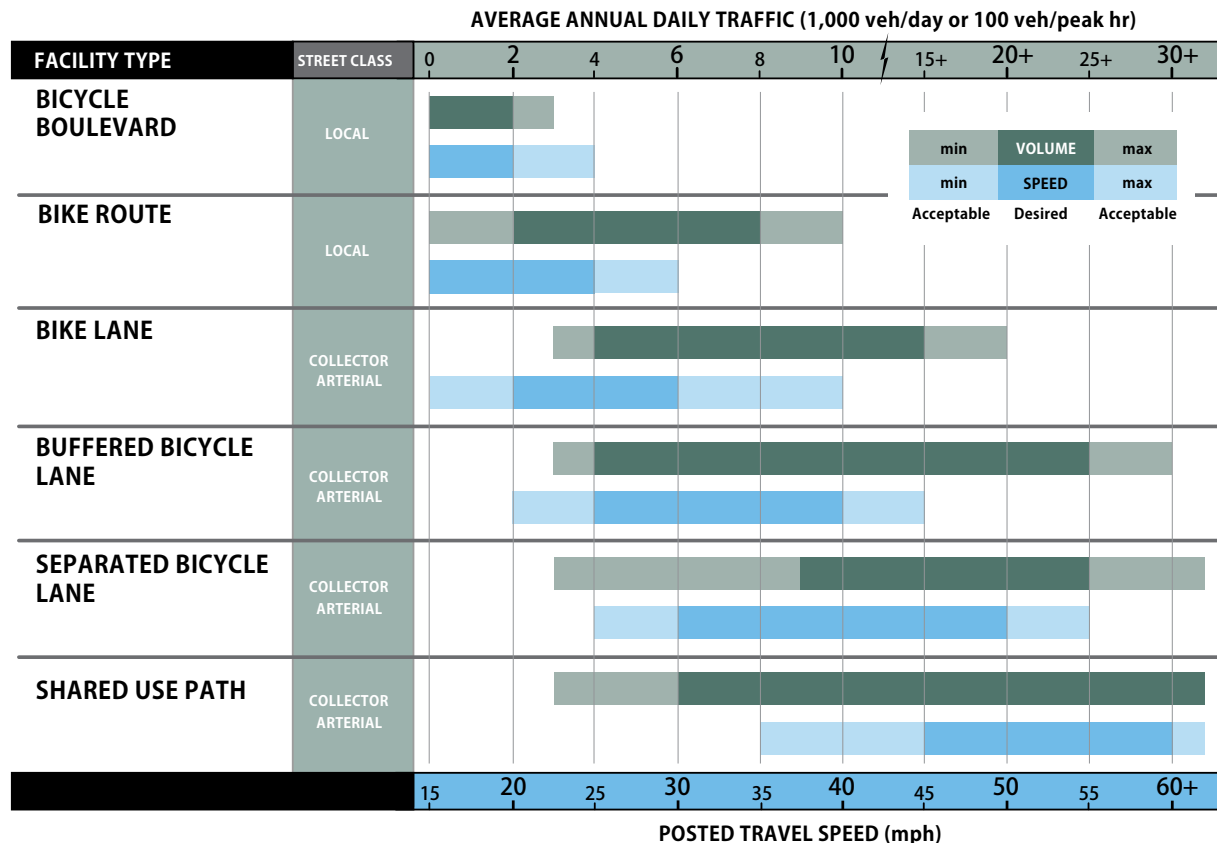 AVERAGE ANNUAL DAILY TRAFFIC (1,000 veh/day or 100 veh/peak hr)
FACILITY TYPE STREET CLASS 0 2 4 6 8 10 15+ 20+ 25+ 30+
BICYCLE
BOULEVARD
LOCAL
min VOLUME max
min SPEED max
Acceptable Desired Acceptable
BIKE ROUTE
LOCAL
BIKE LANE
COLLECTOR
ARTERIAL
BUFFERED BICYCLE
LANE
COLLECTOR
ARTERIAL
SEPARATED BICYCLE
LANE
COLLECTOR
ARTERIAL
SHARED USE PATH
COLLECTOR
ARTERIAL
15 20 25 30 35 40 45 50 55 60+
POSTED TRAVEL SPEED (mph)